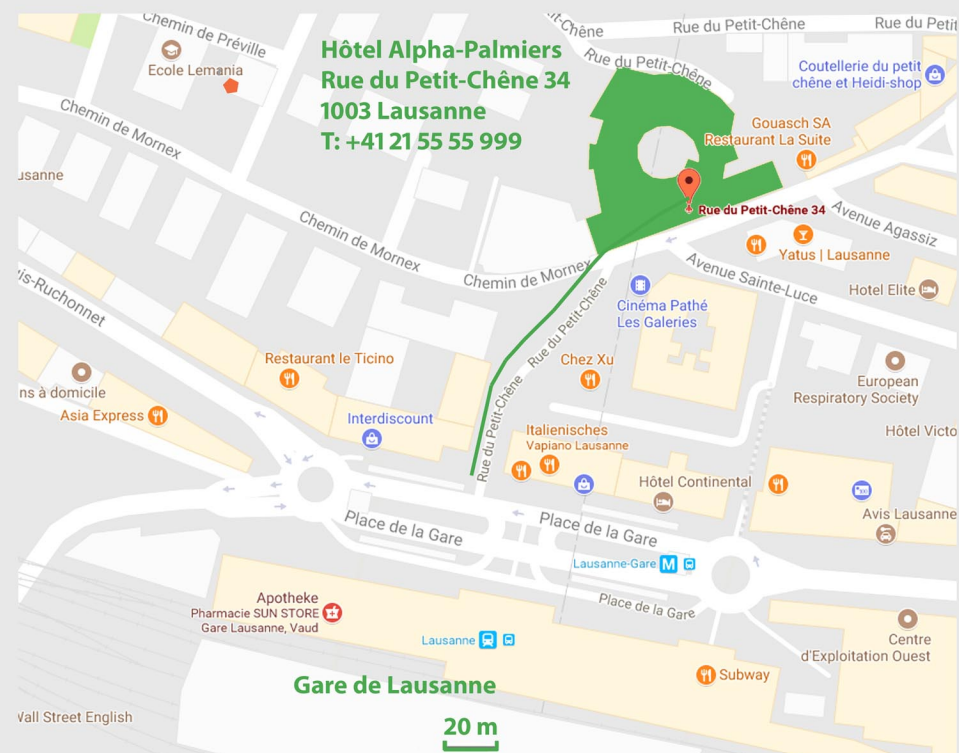 Chemin de Préville
it-Chêne
Rue du Petit-Chêne
Rue du Petit
Ecole Lemania
Hôtel Alpha-Palmiers
Rue du Petit-Chêne 34
1003 Lausanne
T: +41 21 55 55 999
Rue du Petit-Chêne
Coutellerie du petit
chêne et Heidi-shop
Chemin de Mornex
Gouasch SA
Restaurant La Suite
usanne
Rue du Petit-Chêne 34
Avenue Agassiz
Chemin de Mornex
Yatus | Lausanne
Chemin de Mornex
Avenue Sainte-Luce
Hotel Elite
is-Ruchonnet
Rue du Petit-Chêne
Cinéma Pathé
Les Galeries
Restaurant le Ticino
Chez Xu
European
Respiratory Society
ns à domicile
Asia Express
Interdiscount
Rue du Petit-Chêne
Italienisches
Vapiano Lausanne
Hôtel Victo
Hôtel Continental
Avis Lausanne
Place de la Gare
Place de la Gare
Lausanne-Gare
M
Place de la Gare
Apotheke
Pharmacie SUN STORE
Gare Lausanne, Vaud
Lausanne
Centre
d'Exploitation Ouest
Subway
Gare de Lausanne
Wall Street English
20 m